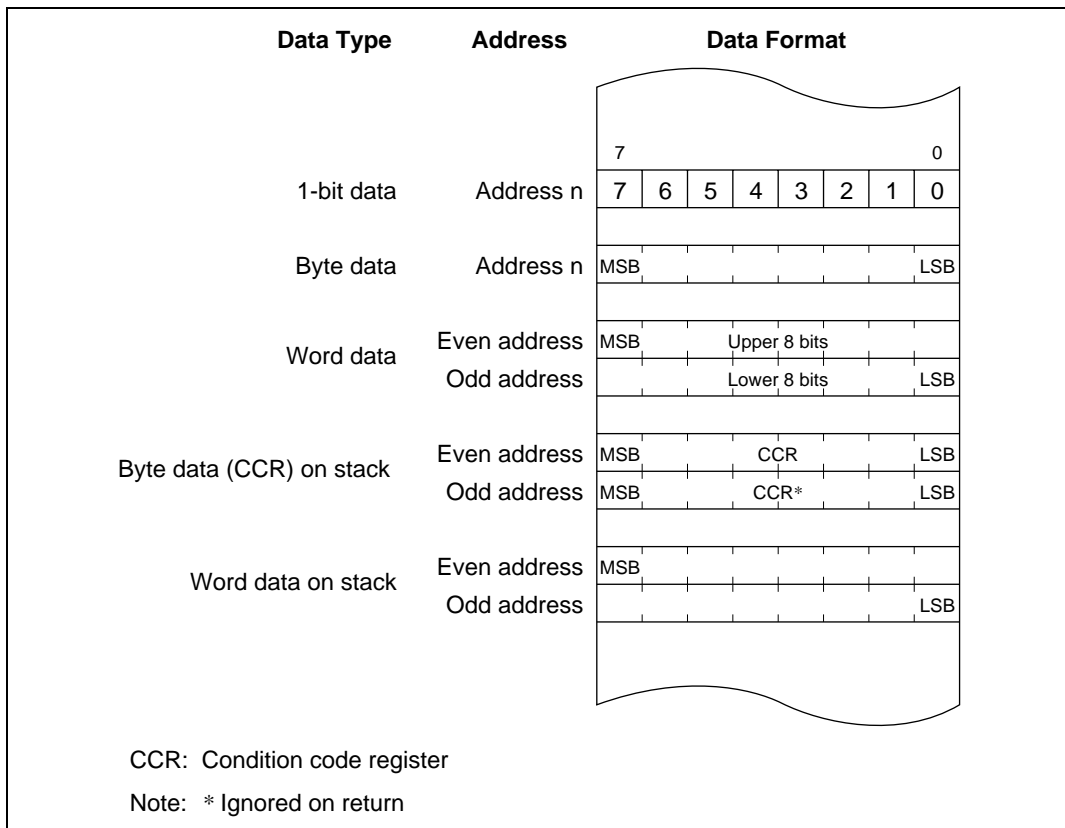 Data Type Address Data Format
7 0
1-bit data Address n 7 6 5 4 3 2 1 0
Byte data Address n MSB LSB
Word data
Even address MSB Upper 8 bits
Odd address Lower 8 bits LSB
Byte data (CCR) on stack
Even address MSB CCR LSB
Odd address MSB CCR* LSB
Word data on stack
Even address MSB
Odd address LSB
CCR: Condition code register
Note: * Ignored on return